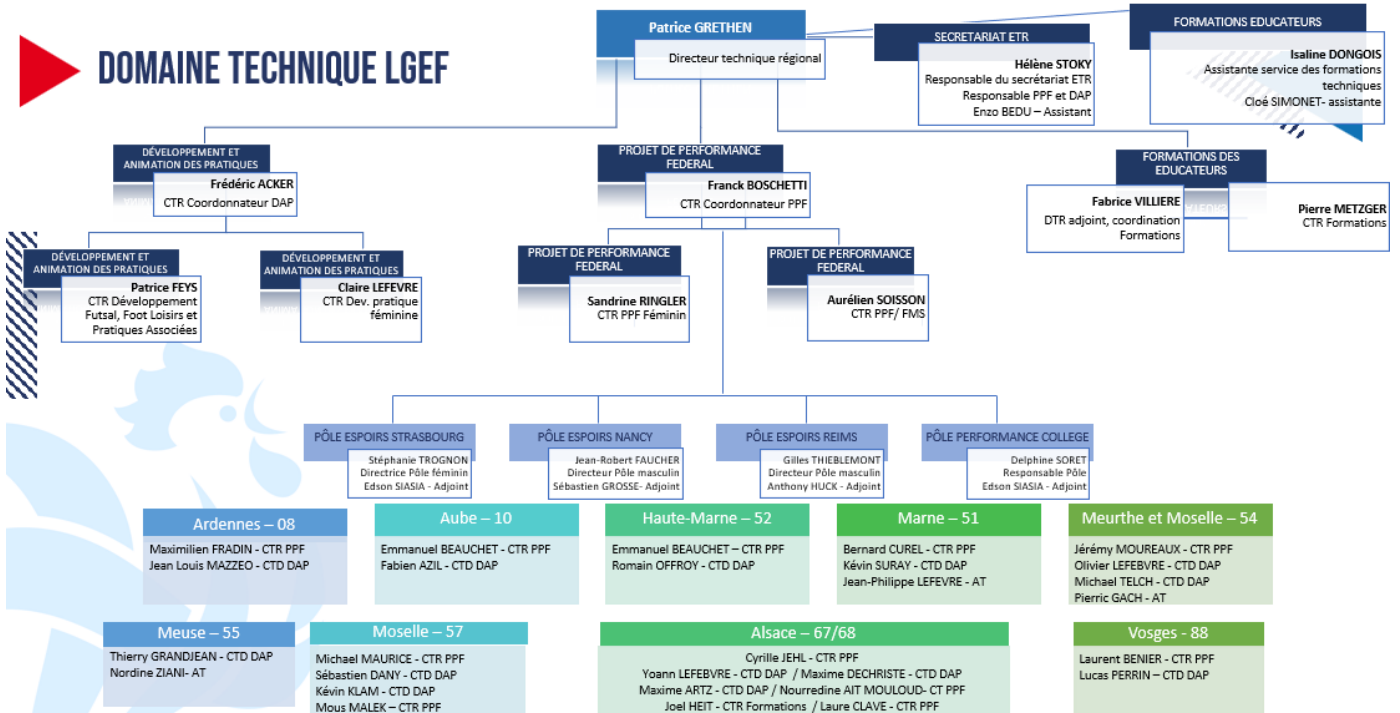 DOMAINE TECHNIQUE LGEF
Patrice GRETHEN
Directeur technique régional
SECRETARIAT ETR
Hélène STOKY
Responsable du secrétariat ETR
Responsable PPF et DAP
Enzo BEDU – Assistant
FORMATIONS EDUCATEURS
Isaline DONGOIS
Assistante service des formations
techniques
Cloé SIMONET- assistante
DÉVELOPPEMENT ET
ANIMATION DES PRATIQUES
Frédéric ACKER
CTR Coordonnateur DAP
PROJET DE PERFORMANCE
FEDERAL
Franck BOSCHETTI
CTR Coordonnateur PPF
FORMATIONS DES
EDUCATEURS
Fabrice VILLIERE
DTR adjoint, coordination
Formations
Pierre METZGER
CTR Formations
DÉVELOPPEMENT ET
ANIMATION DES PRATIQUES
Patrice FEYS
CTR Développement
Futsal, Foot Loisirs et
Pratiques Associées
DÉVELOPPEMENT ET
ANIMATION DES PRATIQUES
Claire LEFEVRE
CTR Dev. pratique
féminine
PROJET DE PERFORMANCE
FEDERAL
Sandrine RINGLER
CTR PPF Féminin
PROJET DE PERFORMANCE
FEDERAL
Aurélien SOISSON
CTR PPF/ FMS
PÔLE ESPOIRS STRASBOURG
Stéphanie TROGNON
Directrice Pôle féminin
Edson SIASIA - Adjoint
PÔLE ESPOIRS NANCY
Jean-Robert FAUCHER
Directeur Pôle masculin
Sébastien GROSSE- Adjoint
PÔLE ESPOIRS REIMS
Gilles THIEBLEMONT
Directeur Pôle masculin
Anthony HUCK - Adjoint
PÔLE PERFORMANCE COLLEGE
Delphine SORET
Responsable Pôle
Edson SIASIA - Adjoint
Ardennes – 08
Maximilien FRADIN - CTR PPF
Jean Louis MAZZEO - CTD DAP
Aube – 10
Emmanuel BEAUCHET - CTR PPF
Fabien AZIL - CTD DAP
Haute-Marne – 52
Emmanuel BEAUCHET – CTR PPF
Romain OFFROY - CTD DAP
Marne – 51
Bernard CUREL - CTR PPF
Kévin SURAY - CTD DAP
Jean-Philippe LEFEVRE - AT
Meurthe et Moselle – 54
Jérémy MOUREAUX - CTR PPF
Olivier LEFEBVRE - CTD DAP
Michael TELCH - CTD DAP
Pierric GACH - AT
Meuse – 55
Thierry GRANDJEAN - CTD DAP
Nordine ZIANI- AT
Moselle – 57
Michael MAURICE - CTR PPF
Sébastien DANY - CTD DAP
Kévin KLAM - CTD DAP
Mous MALEK – CTR PPF
Alsace – 67/68
Cyrille JEHL - CTR PPF
Yoann LEFEBVRE - CTD DAP / Maxime DECHRISTE - CTD DAP
Maxime ARTZ - CTD DAP / Nourredine AIT MOULOUD- CT PPF
Joel HEIT - CTR Formations / Laure CLAVE - CTR PPF
Vosges - 88
Laurent BENIER - CTR PPF
Lucas PERRIN – CTD DAP